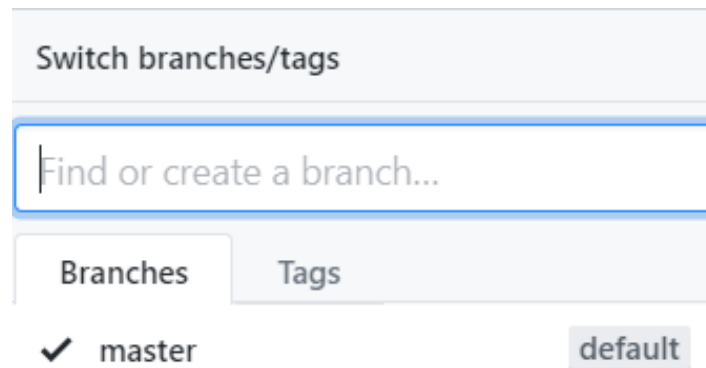 Switch branches/tags
Find or create a branch...
Branches Tags
master default